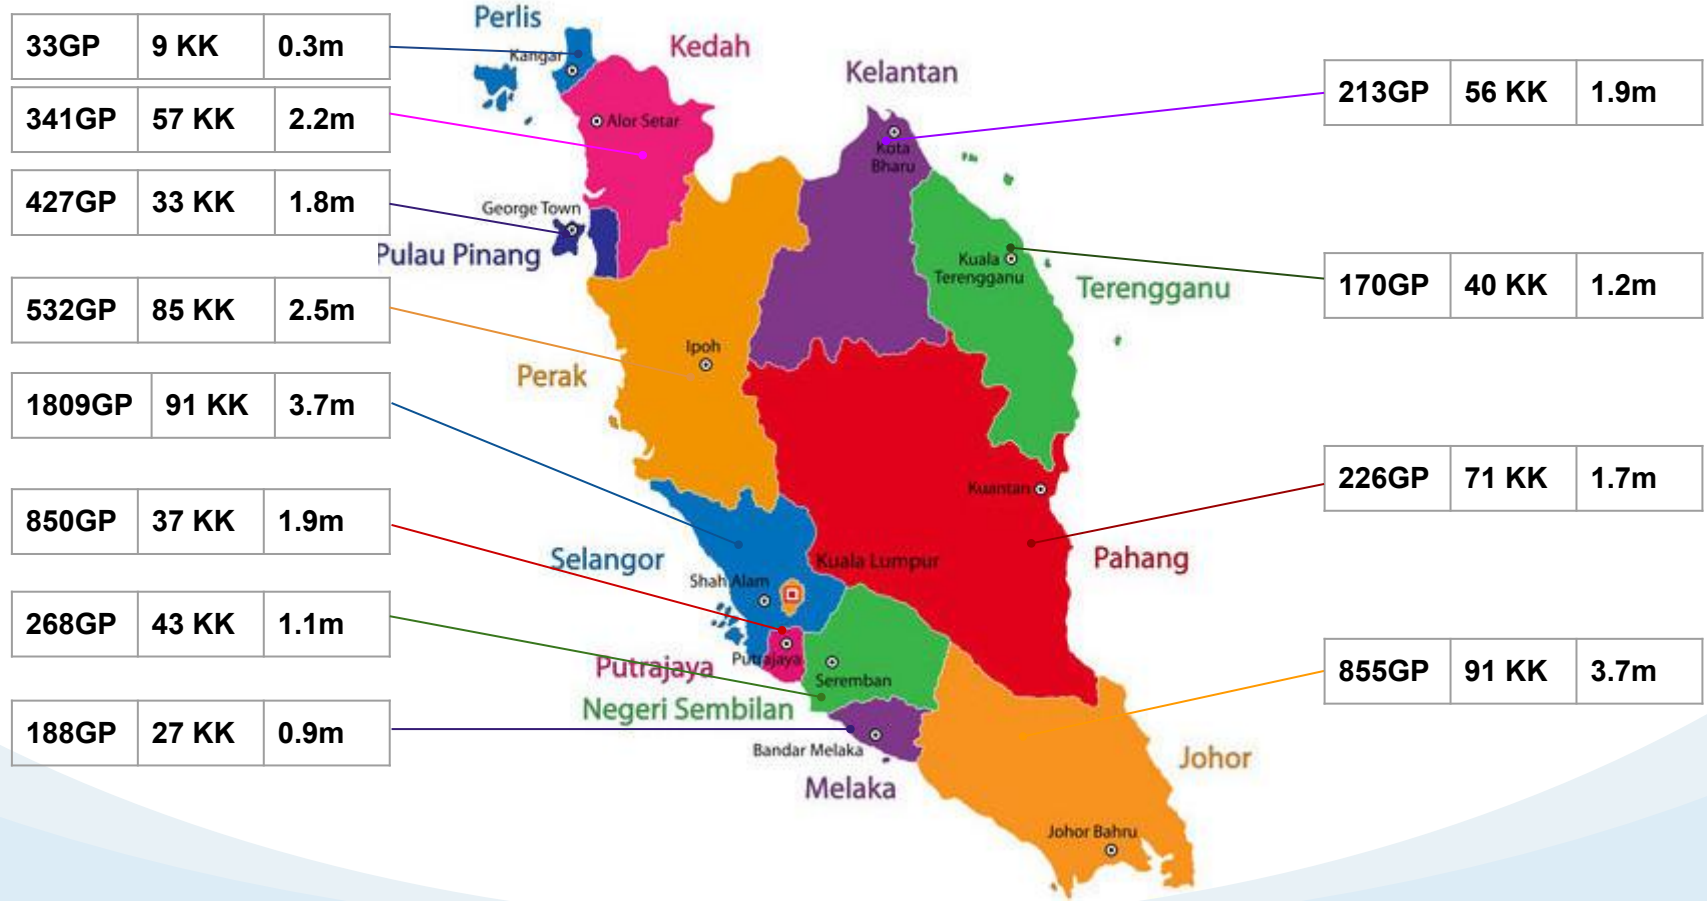 33GP 9 KK 0.3m
341GP 57 KK 2.2m
427GP 33 KK 1.8m
532GP 85 KK 2.5m
1809GP 91 KK 3.7m
850GP 37 KK 1.9m
268GP 43 KK 1.1m
188GP 27 KK 0.9m
Perlis
Kangar
Kedah
Alor Setar
George Town
Pulau Pinang
Kelantan
Kota
Bharu
Kuala
Terengganu
Terengganu
Ipoh
Perak
Kuantan
Pahang
Selangor
Kuala Lumpur
Shah Alam
Putrajaya
Putrajaya
Seremban
Negeri Sembilan
Bandar Melaka
Melaka
Johor
Johor Bahru
213GP 56 KK 1.9m
170GP 40 KK 1.2m
226GP 71 KK 1.7m
855GP 91 KK 3.7m